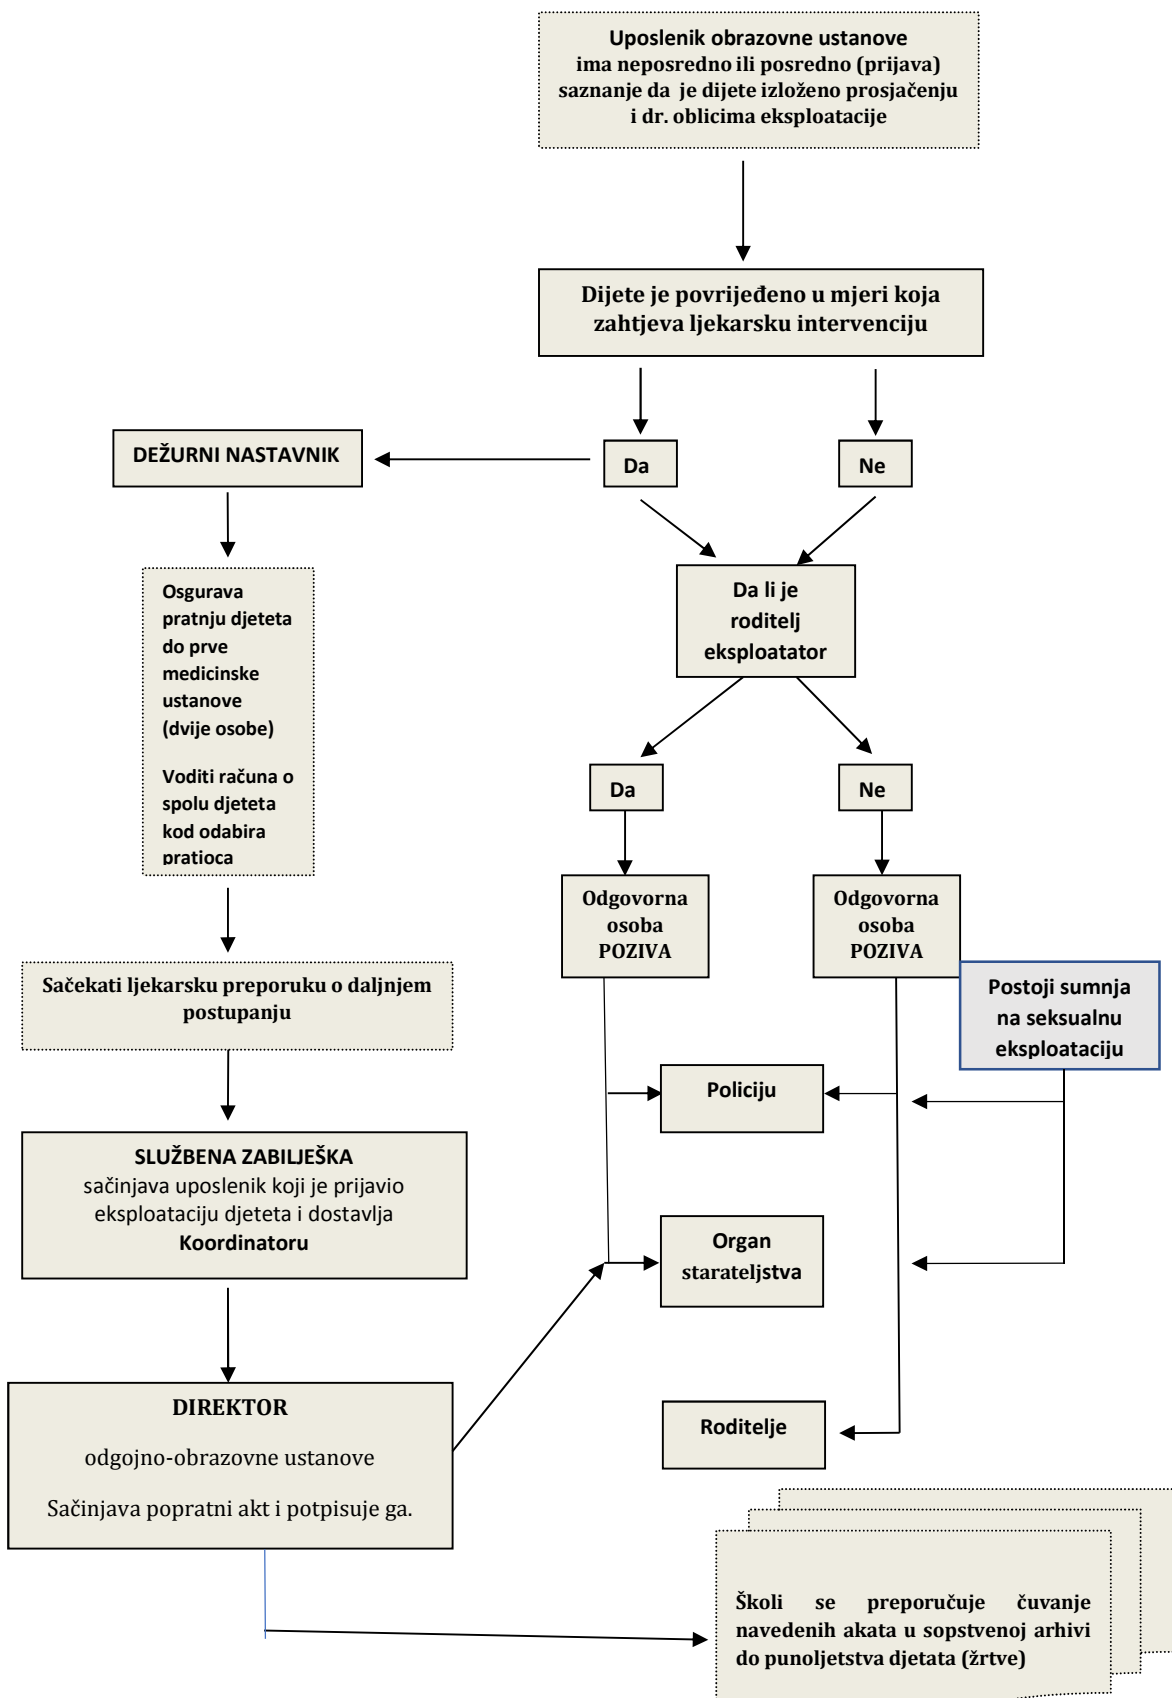 Uposlenik obrazovne ustanove
ima neposredno ili posredno (prijava)
saznanje da je dijete izloženo prosjačenju
i dr. oblicima eksploatacije
Dijete je povrijeđeno u mjeri koja
zahtjeva ljekarsku intervenciju
DEŽURNI NASTAVNIK
Da
Ne
Osgurava
pratnju djeteta
do prve
medicinske
ustanove
(dvije osobe)
Voditi računa o
spolu djeteta
kod odabira
pratioca
Da li je
roditelj
eksploatator
Da
Ne
Odgovorna
osoba
POZIVA
Odgovorna
osoba
POZIVA
Sačekati ljekarsku preporuku o daljnjem
postupanju
Postoji sumnja
na seksualnu
eksploataciju
Policiju
SLUŽBENA ZABILJEŠKA
sačinjava uposlenik koji je prijavio
eksploataciju djeteta i dostavlja
Koordinatoru
Organ
starateljstva
DIREKTOR
odgojno-obrazovne ustanove
Sačinjava popratni akt i potpisuje ga.
Roditelje
Školi se preporučuje čuvanje
navedenih akata u sopstvenoj arhivi
do punoljetstva djetata (žrtve)